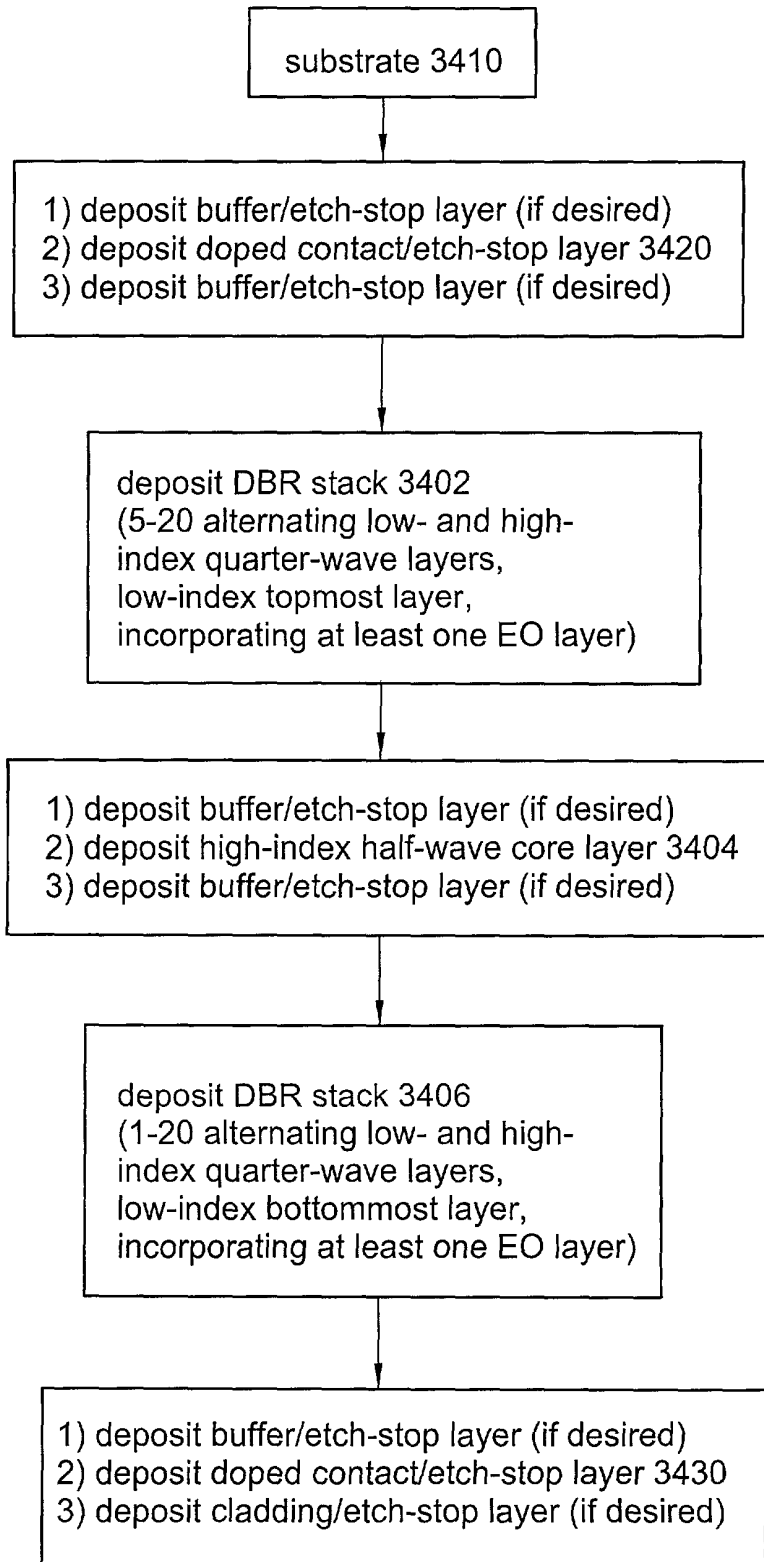 substrate 3410
1) deposit buffer/etch-stop layer (if desired)
2) deposit doped contact/etch-stop layer 3420
3) deposit buffer/etch-stop layer (if desired)
deposit DBR stack 3402
(5-20 alternating low- and high-
index quarter-wave layers,
low-index topmost layer,
incorporating at least one EO layer)
1) deposit buffer/etch-stop layer (if desired)
2) deposit high-index half-wave core layer 3404
3) deposit buffer/etch-stop layer (if desired)
deposit DBR stack 3406
(1-20 alternating low- and high-
index quarter-wave layers,
low-index bottommost layer,
incorporating at least one EO layer)
1) deposit buffer/etch-stop layer (if desired)
2) deposit doped contact/etch-stop layer 3430
3) deposit cladding/etch-stop layer (if desired)